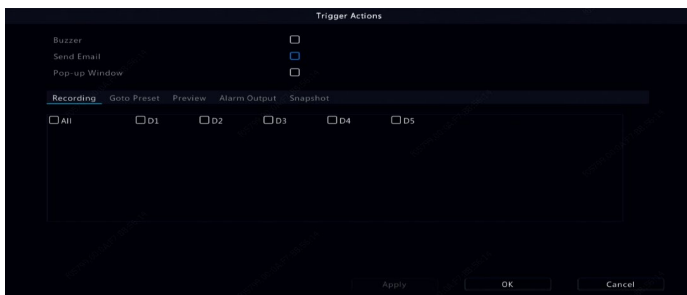 Trigger Actions
Buzzer
Send Email
Pop-up Window
Recording Goto Preset Preview Alarm Output Snapshot
All D1 D2 D3 D4 D5
Apply OK Cancel